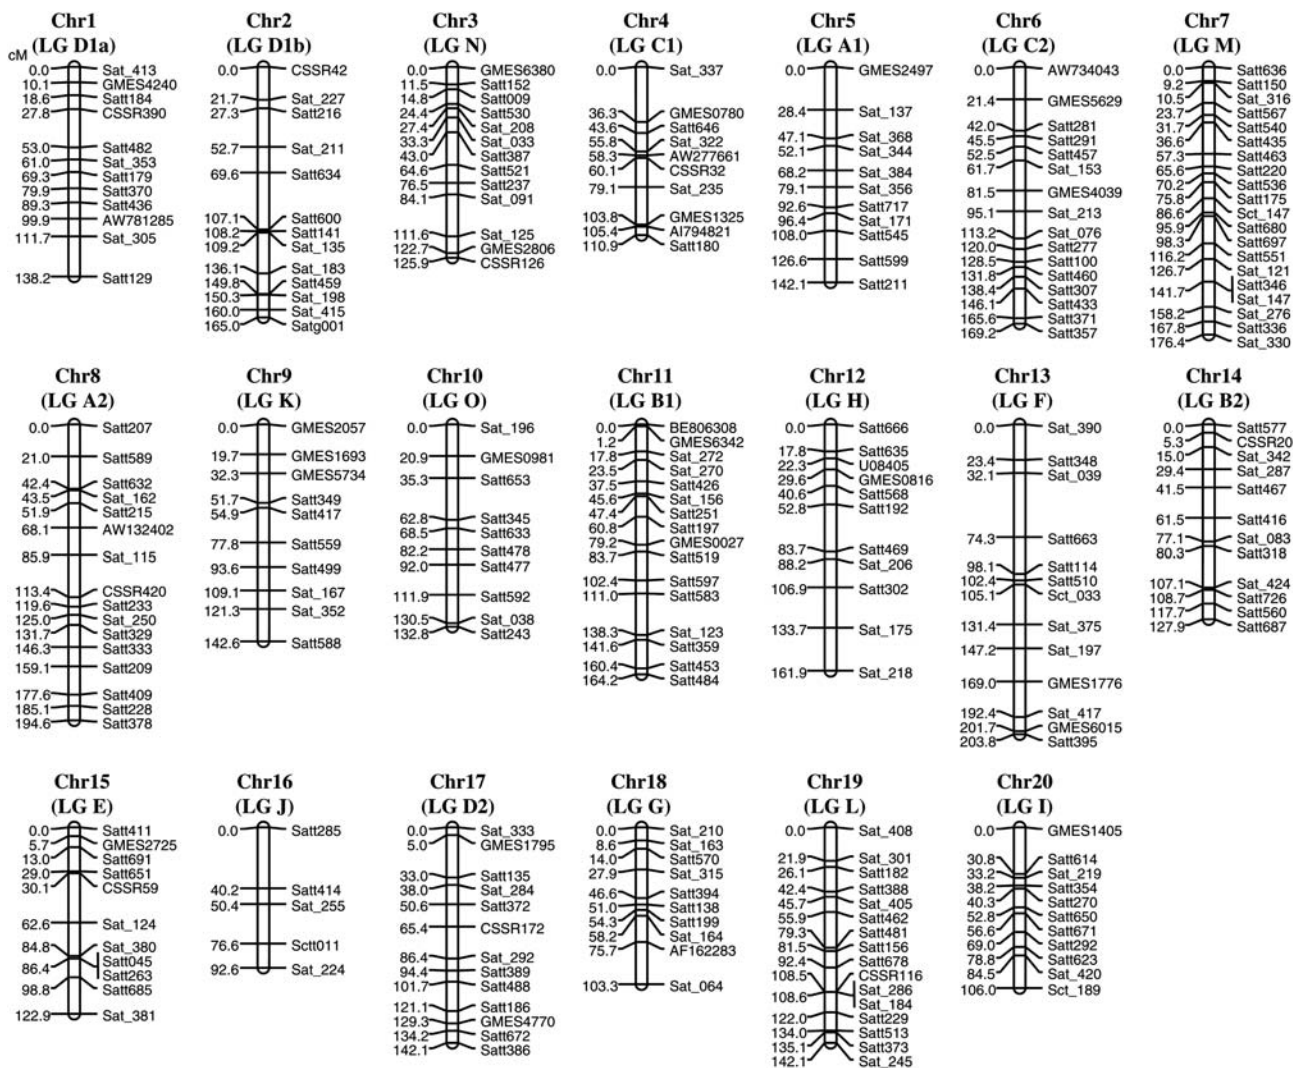 Chr1
(LG D1a)
cM
0.0 Sat_413
10.1 GMES4240
18.6 Satt184
27.8 CSSR390
53.0 Satt482
61.0 Sat_353
69.3 Satt179
79.9 Satt370
89.3 Satt436
99.9 AW781285
111.7 Sat_305
138.2 Satt129
Chr2
(LG D1b)
0.0 CSSR42
21.7 Sat_227
27.3 Satt216
52.7 Sat_211
69.6 Satt634
107.1 Satt600
108.2 Satt141
109.2 Sat_135
136.1 Sat_183
149.8 Satt459
150.3 Sat_198
160.0 Sat_415
165.0 Satg001
Chr3
(LG N)
0.0 GMES6380
11.5 Satt152
14.8 Satt009
24.4 Satt530
27.4 Sat_208
33.3 Sat_033
43.0 Satt387
64.6 Satt521
76.5 Satt237
84.1 Sat_091
111.6 Sat_125
122.7 GMES2806
125.9 CSSR126
Chr4
(LG C1)
0.0 Sat_337
36.3 GMES0780
43.6 Satt646
55.8 Sat_322
58.3 AW277661
60.1 CSSR32
79.1 Sat_235
103.8 GMES1325
105.4 AI794821
110.9 Satt180
Chr5
(LG A1)
0.0 GMES2497
28.4 Sat_137
47.1 Sat_368
52.1 Sat_344
68.2 Sat_384
79.1 Sat_356
92.6 Satt717
96.4 Sat_171
108.0 Satt545
126.6 Satt599
142.1 Satt211
Chr6
(LG C2)
0.0 AW734043
21.4 GMES5629
42.0 Satt281
45.5 Satt291
52.5 Satt457
61.7 Sat_153
81.5 GMES4039
95.1 Sat_213
113.2 Sat_076
120.0 Satt277
128.5 Satt100
131.8 Satt460
138.4 Satt307
146.1 Satt433
165.6 Satt371
169.2 Satt357
Chr7
(LG M)
0.0 Satt636
9.2 Satt150
10.5 Sat_316
23.7 Satt567
31.7 Satt540
36.6 Satt435
57.3 Satt463
65.6 Satt220
70.2 Satt536
75.8 Satt175
86.6 Sct_147
95.9 Satt680
98.3 Satt697
116.2 Satt551
126.7 Sat_121
141.7 Satt346
Sat_147
158.2 Sat_276
167.8 Satt336
176.4 Sat_330
Chr8
(LG A2)
0.0 Satt207
21.0 Satt589
42.4 Satt632
43.5 Sat_162
51.9 Satt215
68.1 AW132402
85.9 Sat_115
113.4 CSSR420
119.6 Satt233
125.0 Sat_250
131.7 Satt329
146.3 Satt333
159.1 Satt209
177.6 Satt409
185.1 Satt228
194.6 Satt378
Chr9
(LG K)
0.0 GMES2057
19.7 GMES1693
32.3 GMES5734
51.7 Satt349
54.9 Satt417
77.8 Satt559
93.6 Satt499
109.1 Sat_167
121.3 Sat_352
142.6 Satt588
Chr10
(LG O)
0.0 Sat_196
20.9 GMES0981
35.3 Satt653
62.8 Satt345
68.5 Satt633
82.2 Satt478
92.0 Satt477
111.9 Satt592
130.5 Sat_038
132.8 Satt243
Chr11
(LG B1)
0.0 BE806308
1.2 GMES6342
17.8 Sat_272
23.5 Sat_270
37.5 Satt426
45.6 Sat_156
47.4 Satt251
60.8 Satt197
79.2 GMES0027
83.7 Satt519
102.4 Satt597
111.0 Satt583
138.3 Sat_123
141.6 Satt359
160.4 Satt453
164.2 Satt484
Chr12
(LG H)
0.0 Satt666
17.8 Satt635
22.3 U08405
29.6 GMES0816
40.6 Satt568
52.8 Satt192
83.7 Satt469
88.2 Sat_206
106.9 Satt302
133.7 Sat_175
161.9 Sat_218
Chr13
(LG F)
0.0 Sat_390
23.4 Satt348
32.1 Sat_039
74.3 Satt663
98.1 Satt114
102.4 Satt510
105.1 Sct_033
131.4 Sat_375
147.2 Sat_197
169.0 GMES1776
192.4 Sat_417
201.7 GMES6015
203.8 Satt395
Chr14
(LG B2)
0.0 Satt577
5.3 CSSR20
15.0 Sat_342
29.4 Sat_287
41.5 Satt467
61.5 Satt416
77.1 Sat_083
80.3 Satt318
107.1 Sat_424
108.7 Satt726
117.7 Satt560
127.9 Satt687
Chr15
(LG E)
0.0 Satt411
5.7 GMES2725
13.0 Satt691
29.0 Satt651
30.1 CSSR59
62.6 Sat_124
84.8 Sat_380
86.4 Satt045
Satt263
98.8 Satt685
122.9 Sat_381
Chr16
(LG J)
0.0 Satt285
40.2 Satt414
50.4 Sat_255
76.6 Sctt011
92.6 Sat_224
Chr17
(LG D2)
0.0 Sat_333
5.0 GMES1795
33.0 Satt135
38.0 Sat_284
50.6 Satt372
65.4 CSSR172
86.4 Sat_292
94.4 Satt389
101.7 Satt488
121.1 Satt186
129.3 GMES4770
134.2 Satt672
142.1 Satt386
Chr18
(LG G)
0.0 Sat_210
8.6 Sat_163
14.0 Satt570
27.9 Sat_315
46.6 Satt394
51.0 Satt138
54.3 Satt199
58.2 Sat_164
75.7 AF162283
103.3 Sat_064
Chr19
(LG L)
0.0 Sat_408
21.9 Sat_301
26.1 Satt182
42.4 Satt388
45.7 Sat_405
55.9 Satt462
79.3 Satt481
81.5 Satt156
92.4 Satt678
108.5 CSSR116
108.6 Sat_286
Sat_184
122.0 Satt229
134.0 Satt513
135.1 Satt373
142.1 Sat_245
Chr20
(LG I)
0.0 GMES1405
30.8 Satt614
33.2 Sat_219
38.2 Satt354
40.3 Satt270
52.8 Satt650
56.6 Satt671
69.0 Satt292
78.8 Satt623
84.5 Sat_420
106.0 Sct_189